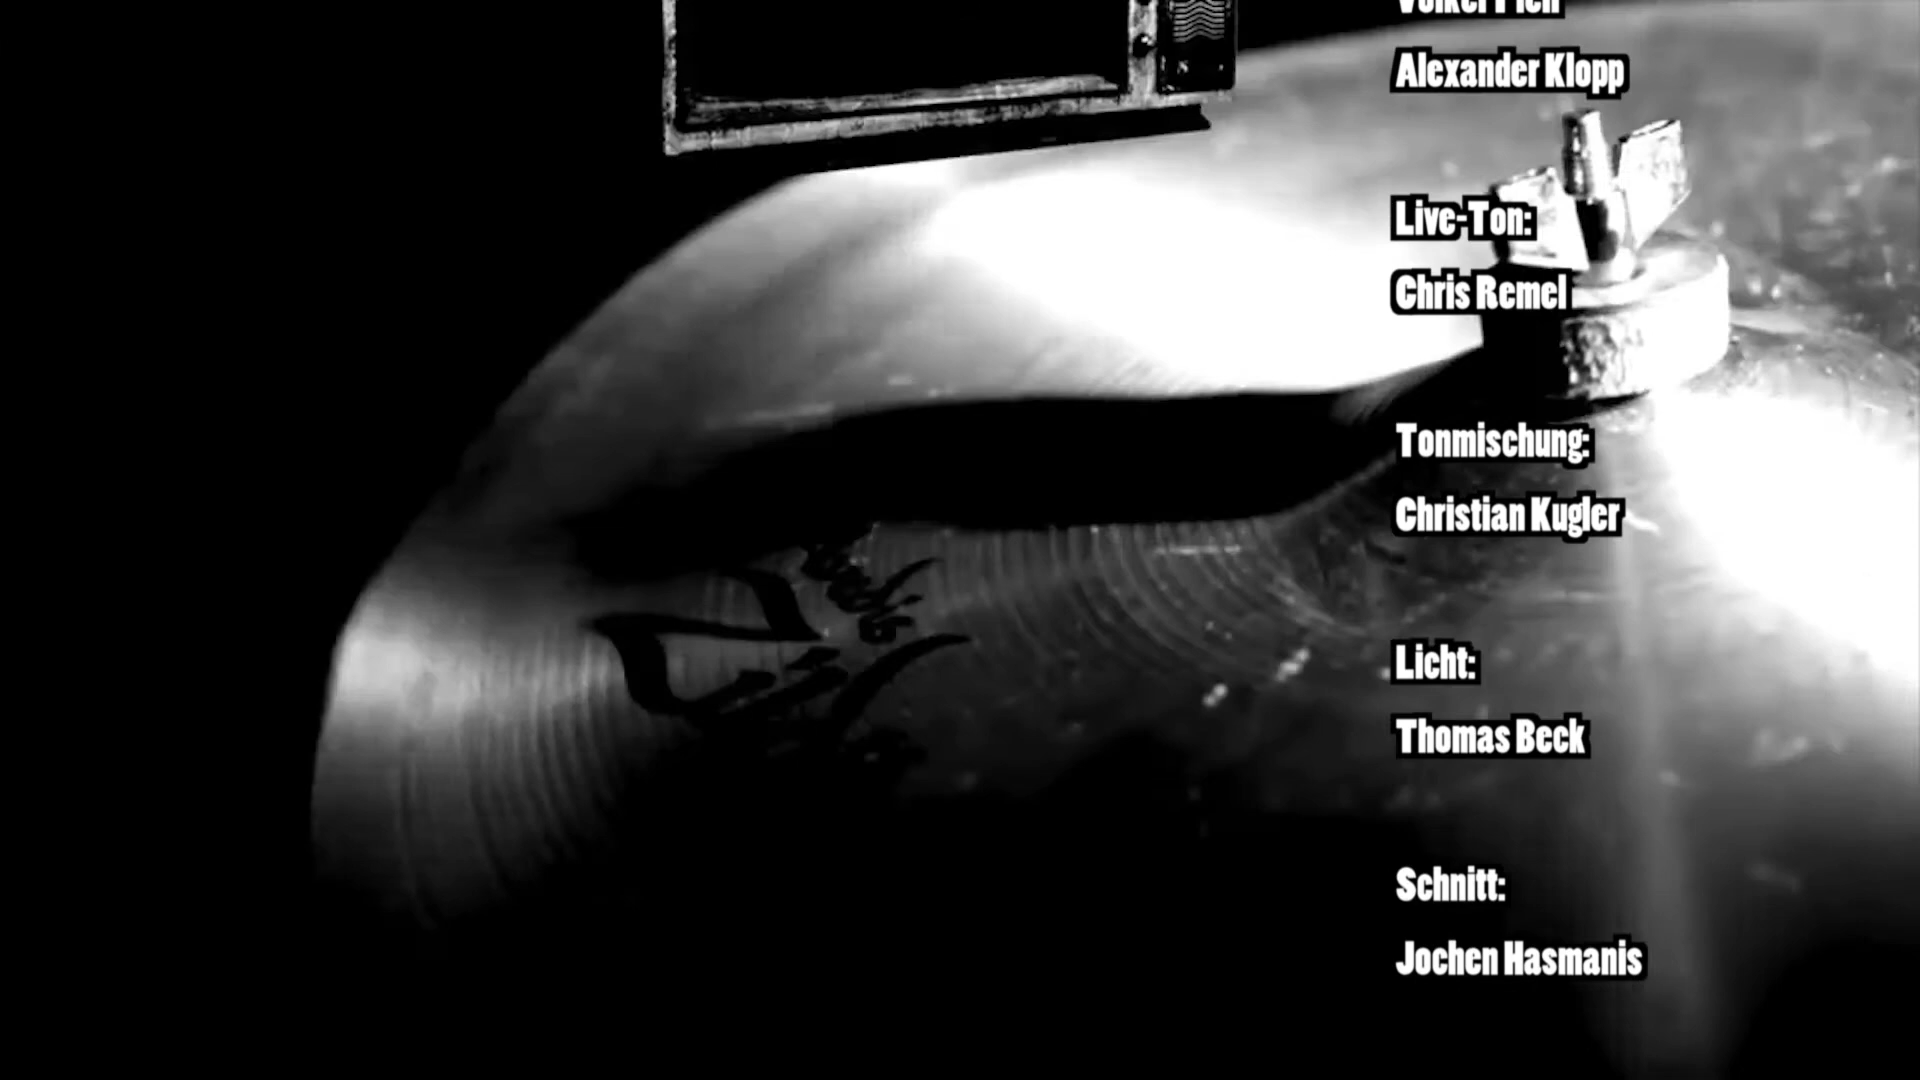 Alexander Klopp
Live-Ton:
Chris Remel
Tonmischung:
Christian Kugler
Licht:
Thomas Beck
Schnitt:
Jochen Hasmanis